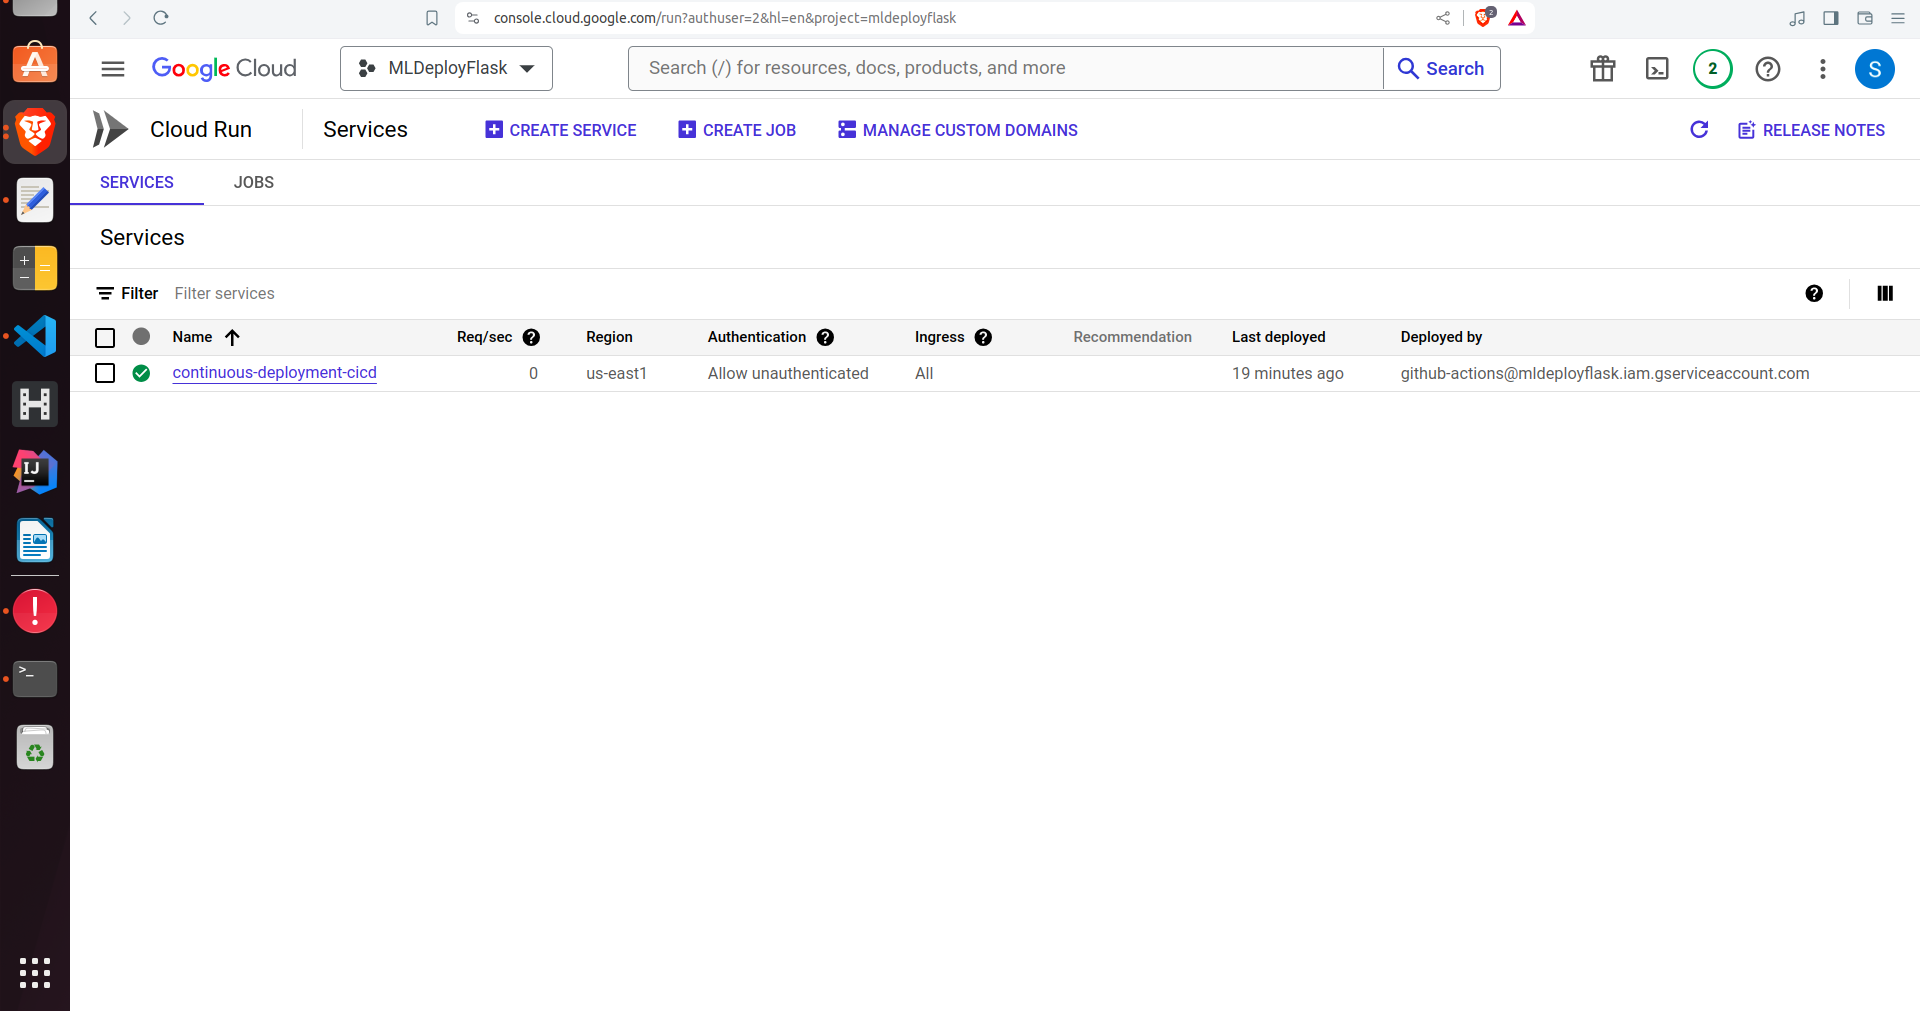 console.cloud.google.com/run?authuser=2&hl=en&project=mldeployflask
2
Google Cloud
MLDeployFlask
Search (/) for resources, docs, products, and more
Search
2
S
Cloud Run
Services
CREATE SERVICE
CREATE JOB
MANAGE CUSTOM DOMAINS
RELEASE NOTES
SERVICES
JOBS
Services
Filter
Filter services
Name
Req/sec
Region
Authentication
Ingress
Recommendation
Last deployed
Deployed by
continuous-deployment-cicd
0
us-east1
Allow unauthenticated
All
19 minutes ago
github-actions@mldeployflask.iam.gserviceaccount.com
IJ